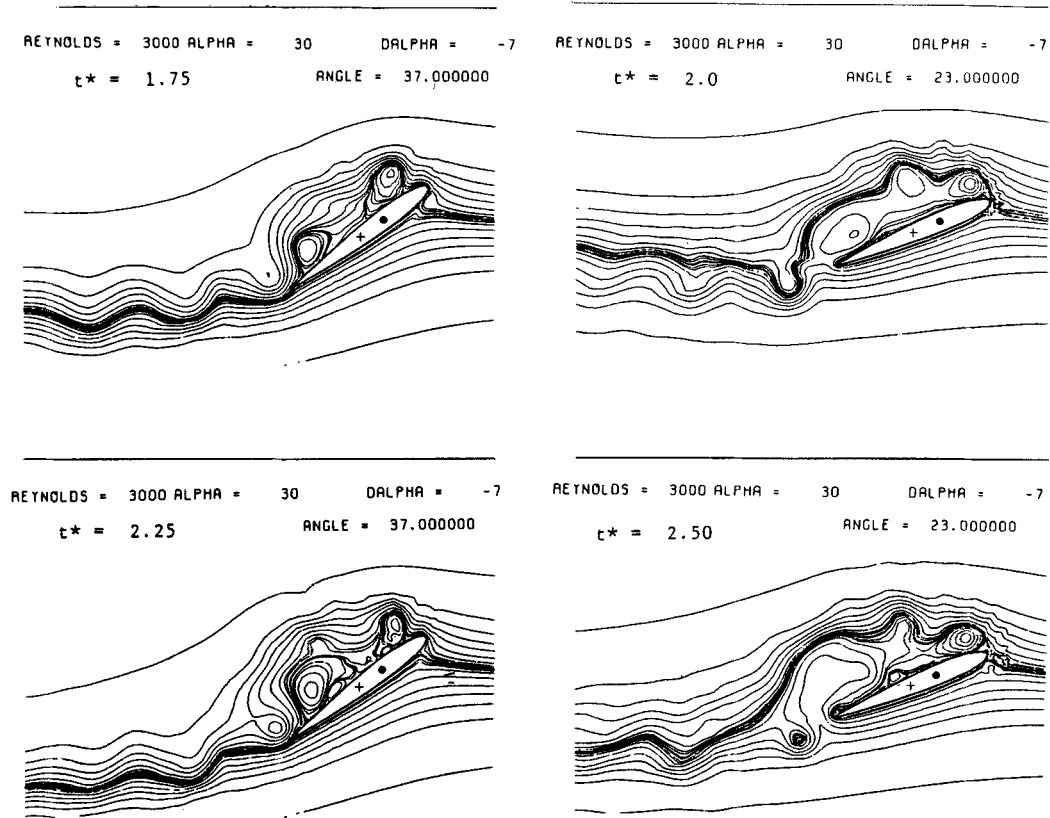 REYNOLDS = 3000 ALPHA = 30 DALPHA = -7
t* = 1.75 ANGLE = 37.000000
REYNOLDS = 3000 ALPHA = 30 DALPHA = -7
t* = 2.0 ANGLE = 23.000000
REYNOLDS = 3000 ALPHA = 30 DALPHA = -7
t* = 2.25 ANGLE = 37.000000
REYNOLDS = 3000 ALPHA = 30 DALPHA = -7
t* = 2.50 ANGLE = 23.000000